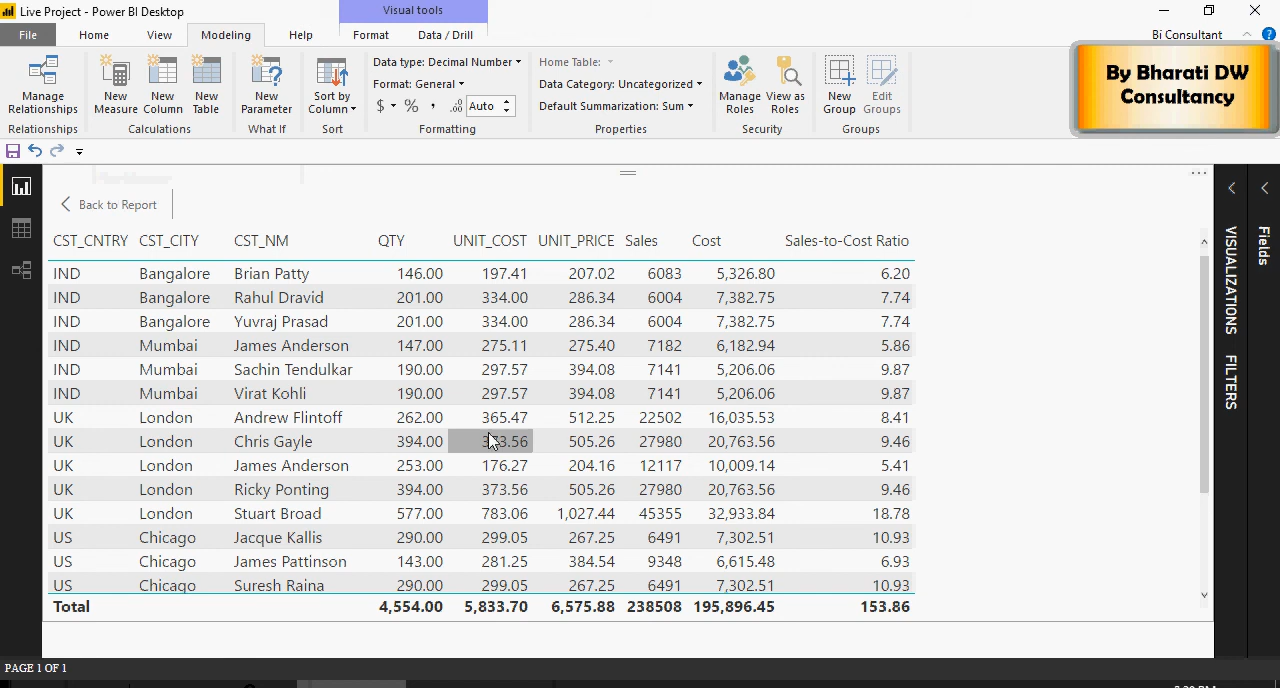 Live Project - Power BI Desktop
Visual tools
File Home View Modeling Help Format Data / Drill
Bi Consultant
Manage Relationships
New Measure
New Column
New Table
New Parameter
Sort by Column
Data type: Decimal Number
Format: General
$ % , .00 Auto
Home Table:
Data Category: Uncategorized
Default Summarization: Sum
Manage Roles
View as Roles
New Group
Edit Groups
Relationships Calculations What If Sort Formatting Properties Security Groups
By Bharati DW
Consultancy
Back to Report
CST_CNTRY CST_CITY CST_NM QTY UNIT_COST UNIT_PRICE Sales Cost Sales-to-Cost Ratio
IND Bangalore Brian Patty 146.00 197.41 207.02 6083 5,326.80 6.20
IND Bangalore Rahul Dravid 201.00 334.00 286.34 6004 7,382.75 7.74
IND Bangalore Yuvraj Prasad 201.00 334.00 286.34 6004 7,382.75 7.74
IND Mumbai James Anderson 147.00 275.11 275.40 7182 6,182.94 5.86
IND Mumbai Sachin Tendulkar 190.00 297.57 394.08 7141 5,206.06 9.87
IND Mumbai Virat Kohli 190.00 297.57 394.08 7141 5,206.06 9.87
UK London Andrew Flintoff 262.00 365.47 512.25 22502 16,035.53 8.41
UK London Chris Gayle 394.00 505.26 27980 20,763.56 9.46
UK London James Anderson 253.00 176.27 204.16 12117 10,009.14 5.41
UK London Ricky Ponting 394.00 373.56 505.26 27980 20,763.56 9.46
UK London Stuart Broad 577.00 783.06 1,027.44 45355 32,933.84 18.78
US Chicago Jacque Kallis 290.00 299.05 267.25 6491 7,302.51 10.93
US Chicago James Pattinson 143.00 281.25 384.54 9348 6,615.48 6.93
US Chicago Suresh Raina 290.00 299.05 267.25 6491 7,302.51 10.93
Total 4,554.00 5,833.70 6,575.88 238508 195,896.45 153.86
VISUALIZATIONS
FILTERS
Fields
PAGE 1 OF 1